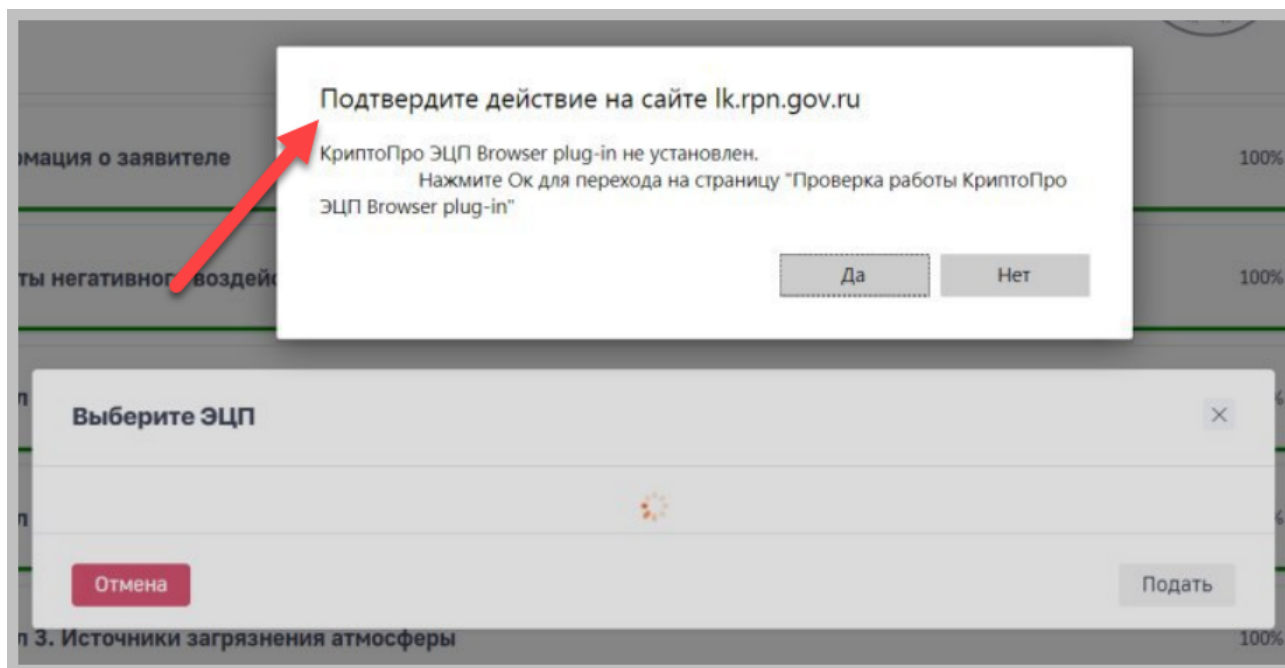 Подтвердите действие на сайте lk.rpn.gov.ru
КриптоПро ЭЦП Browser plug-in не установлен.
Нажмите Ок для перехода на страницу "Проверка работы КриптоПро
ЭЦП Browser plug-in"
Да Нет
о заявителе 100%
100%
Выберите ЭЦП
Отмена Подать
3. Источники загрязнения атмосферы 100%